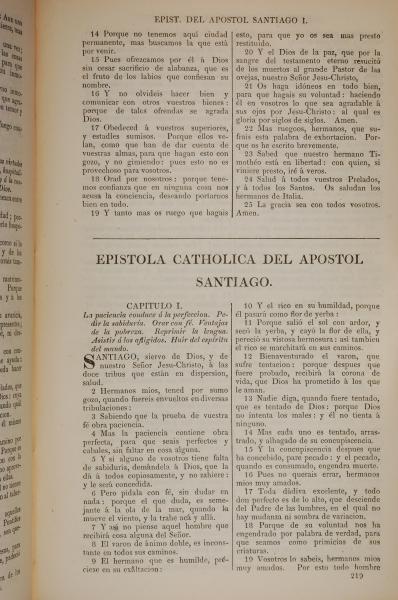 EPIST. DEL APOSTOL SANTIAGO I.
14 Porque no tenemos aquí ciudad
permanente, mas buscamos la que está
por venir.
15 Pues ofrezcamos por él á Dios
sin cesar sacrificio de alabanza, que es
el fruto de los labios que confiesan su
nombre.
16 Y no olvideis hacer bien y
comunicar con otros vuestros bienes:
porque de tales ofrendas se agrada
Dios.
17 Obedeced á vuestros superiores,
y estadles sumisos. Porque ellos ve-
lan, como que han de dar cuenta de
vuestras almas, para que hagan esto con
gozo, y no gimiendo: pues esto no es
provechoso para vosotros.
18 Orad por nosotros: porque tene-
mos confianza en que en ninguna cosa nos
acusa la conciencia, deseando portarnos
bien en todo.
19 Y tanto mas os ruego que hagais
esto, para que yo os sea mas presto
restituido.
20 Y el Dios de la paz, que por la
sangre del testamento eterno resucitó
de los muertos al grande Pastor de las
ovejas, nuestro Señor Jesu-Christo,
21 Os haga idóneos en todo bien,
para que hagais su voluntad: haciendo
él en vosotros lo que sea agradable á
sus ojos por Jesu-Christo: al qual es
gloria por siglos de siglos. Amen.
22 Mas ruegoos, hermanos, que su-
frais esta palabra de exhortacion. Por-
que os he escrito brevemente.
23 Sabed que nuestro hermano Ti-
mothéo está en libertad: con quien, si
viniere presto, iré á veros.
24 Salud á todos vuestros Prelados,
y á todos los Santos. Os saludan los
hermanos de Italia.
25 La gracia sea con todos vosotros.
Amen.
EPISTOLA CATHOLICA DEL APOSTOL
SANTIAGO.
CAPITULO I.
La paciencia conduce á la perfeccion. Pe-
dir la sabiduría. Orar con fé. Ventajas
de la pobreza. Reprimir la lengua.
Asistir á los afligidos. Huir del espíritu
del mundo.
SANTIAGO, siervo de Dios, y de
nuestro Señor Jesu-Christo, á las
doce tribus que están en dispersion,
salud.
2 Hermanos mios, tened por sumo
gozo, quando fuereis envueltos en diversas
tribulaciones:
3 Sabiendo que la prueba de vuestra
fé obra paciencia.
4 Mas la paciencia contiene obra
perfecta, para que seais perfectos y
cabales, sin faltar en cosa alguna.
5 Y si alguno de vosotros tiene falta
de sabiduría, demándela á Dios, que la
dá á todos copiosamente, y no zahiere:
y le será concedida.
6 Pero pidala con fé, sin dudar en
nada: porque el que duda, es seme-
jante á la ola de la mar, quando la
mueve el viento, y la trahe acá y allá.
7 Y asi no piense aquel hombre que
recibirá cosa alguna del Señor.
8 El varon de ánimo doble, es incons-
tante en todos sus caminos.
9 El hermano que es humilde, pré-
ciese en su exâltacion:
10 Y el rico en su humildad, porque
él pasará como flor de yerba:
11 Porque salió el sol con ardor, y
secó la yerba, y cayó la flor de ella, y
pereció su vistosa hermosura: así tambien
el rico se marchitará en sus caminos.
12 Bienaventurado el varon, que
sufre tentacion: porque despues que
fuere probado, recibirá la corona de
vida, que Dios ha prometido á los que
le aman.
13 Nadie diga, quando fuere tentado,
que es tentado de Dios: porque Dios
no intenta los males: y él no tienta á
ninguno.
14 Mas cada uno es tentado, arras-
trado, y alhagado de su concupiscencia.
15 Y la concupiscencia despues que
ha concebido, pare pecado: y el pecado,
quando es consumado, engendra muerte.
16 Pues no querais errar, hermanos
mios muy amados.
17 Toda dádiva excelente, y todo
don perfecto es de lo alto, que desciende
del Padre de las lumbres, en el qual no
hay mudanza ni sombra de variacion.
18 Porque de su voluntad nos ha
engendrado por palabra de verdad, para
que seamos como primicias de sus
criaturas.
19 Vosotros lo sabeis, hermanos mios
muy amados. Por esto todo hombre
219